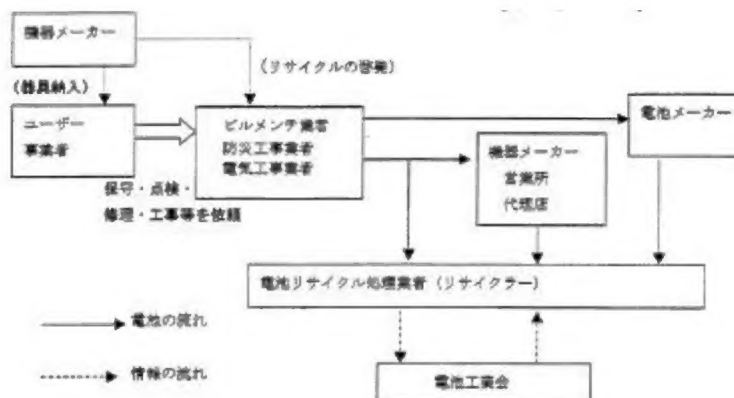 機器メーカー
(リサイクルの啓発)
(器具納入)
ユーザー
事業者
ビルメンテ業者
防災工事業者
電気工事業者
電池メーカー
機器メーカー
営業所
代理店
保守・点検・
修理・工事等を依頼
電池リサイクル処理業者(リサイクラー)
電池の流れ
情報の流れ
電池工業会